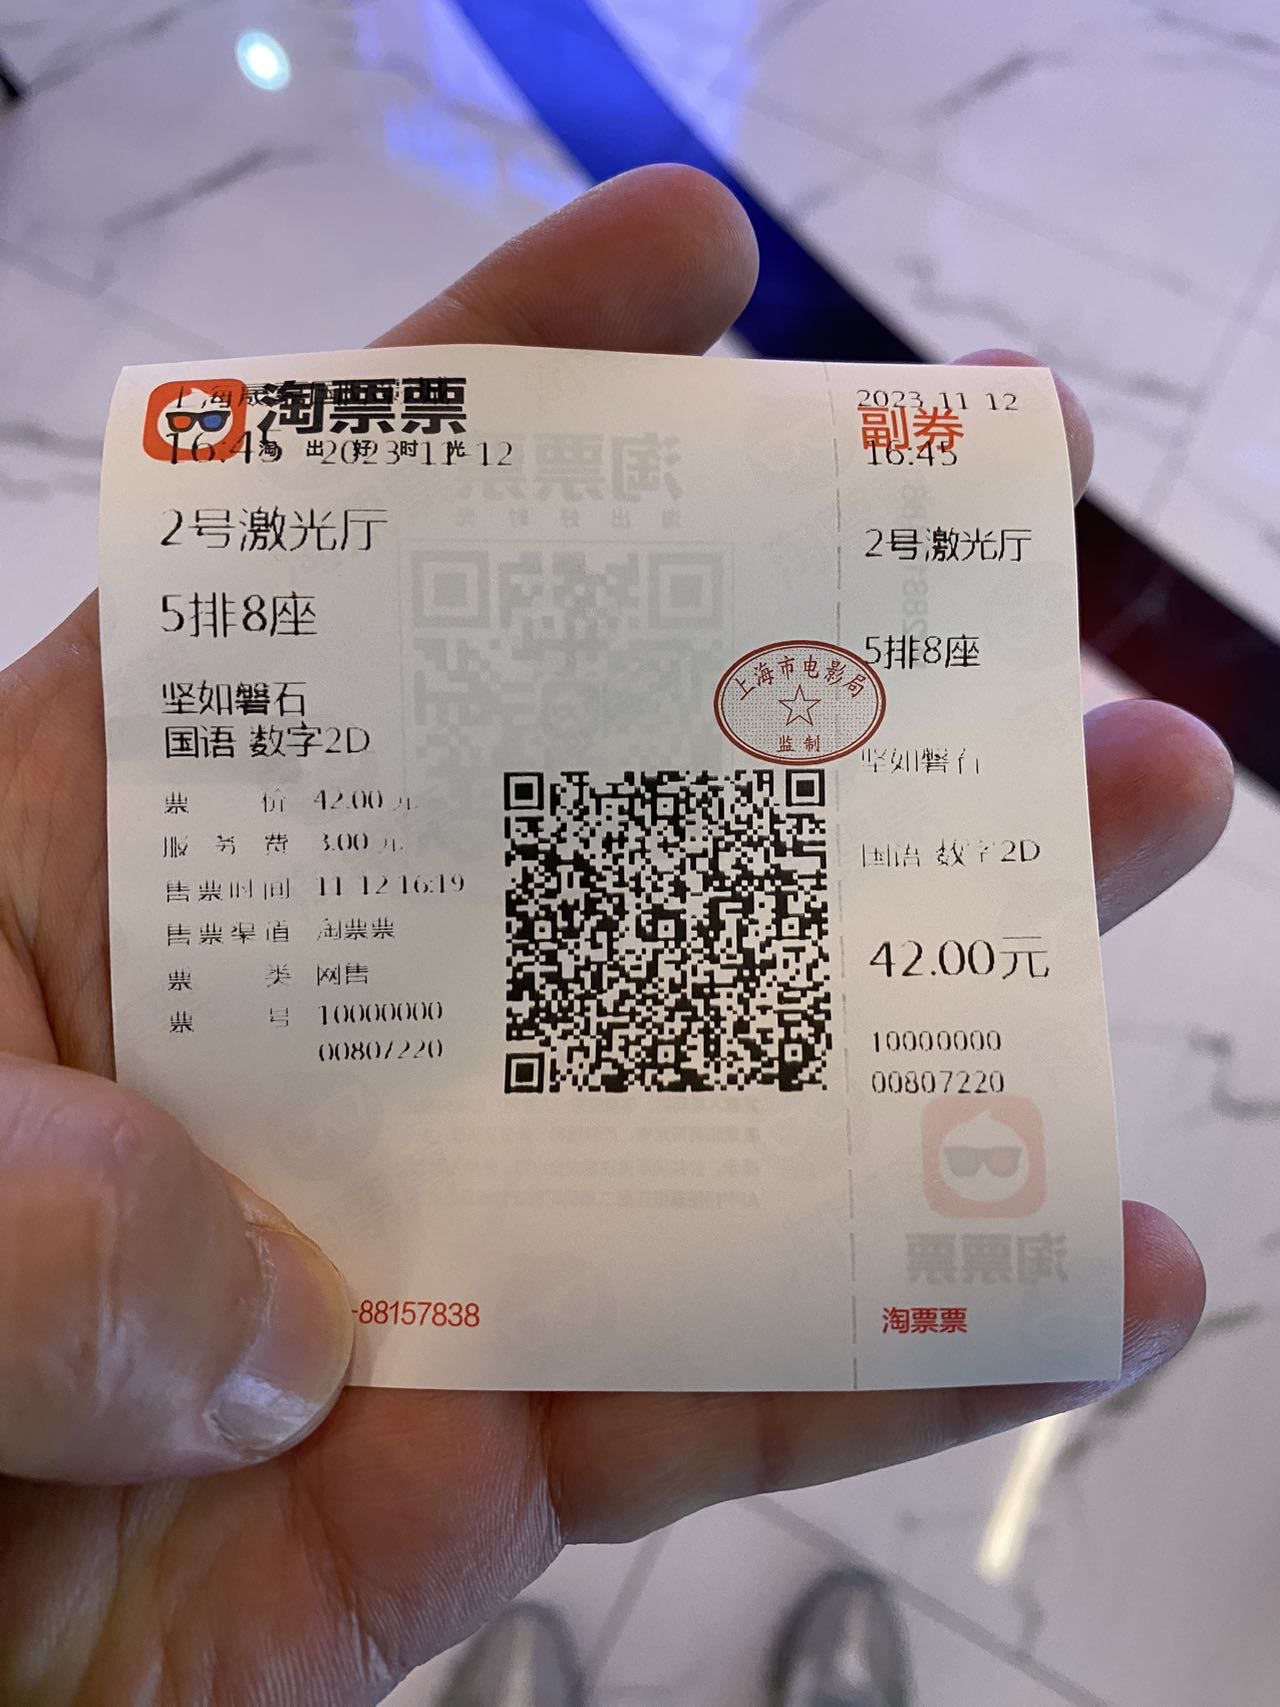 淘票票
淘出好时光
16:45 2023-11-12
2号激光厅
5排8座
坚如磐石
国语 数字2D
票价 42.00元
服务费 3.00元
售票时间 11-12 16:19
售票渠道 淘票票
票类 网售
票号 10000000
00807220
-88157838
上海市电影局
监制
2023-11-12
副券
16:45
2号激光厅
5排8座
坚如磐石
国语 数字2D
42.00元
10000000
00807220
淘票票